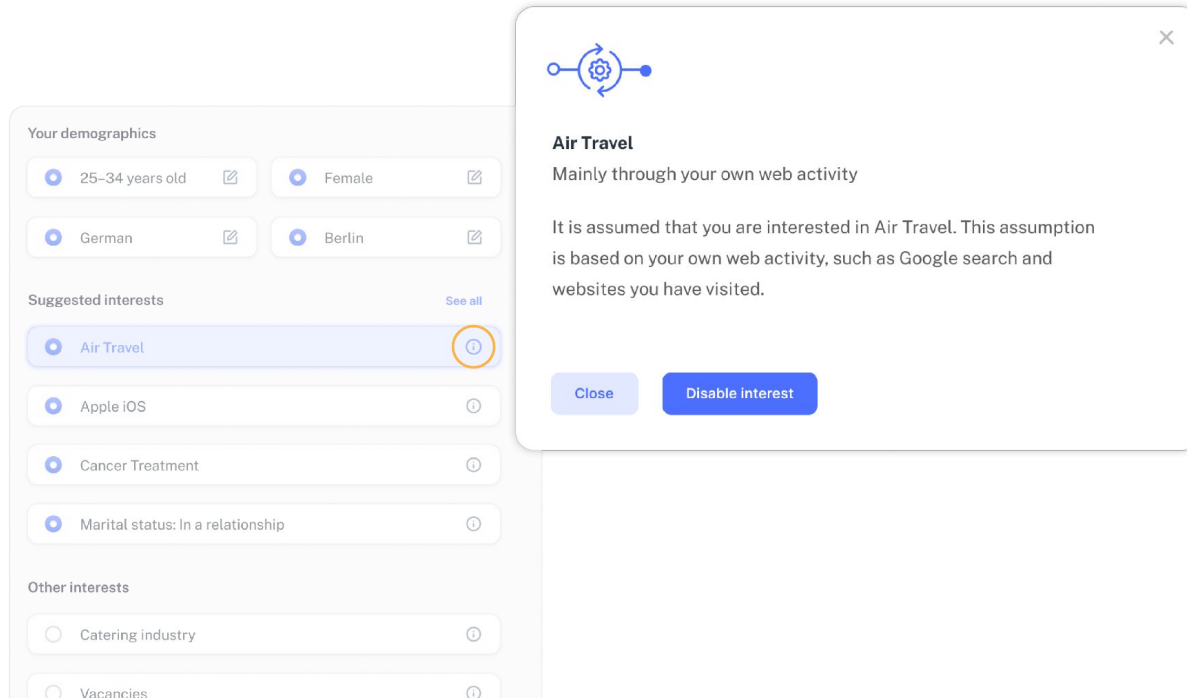 Your demographics
25–34 years old
Female
German
Berlin
Suggested interests
See all
Air Travel
Apple iOS
Cancer Treatment
Marital status: In a relationship
Other interests
Catering industry
Vacancies
Air Travel
Mainly through your own web activity
It is assumed that you are interested in Air Travel. This assumption
is based on your own web activity, such as Google search and
websites you have visited.
Close
Disable interest